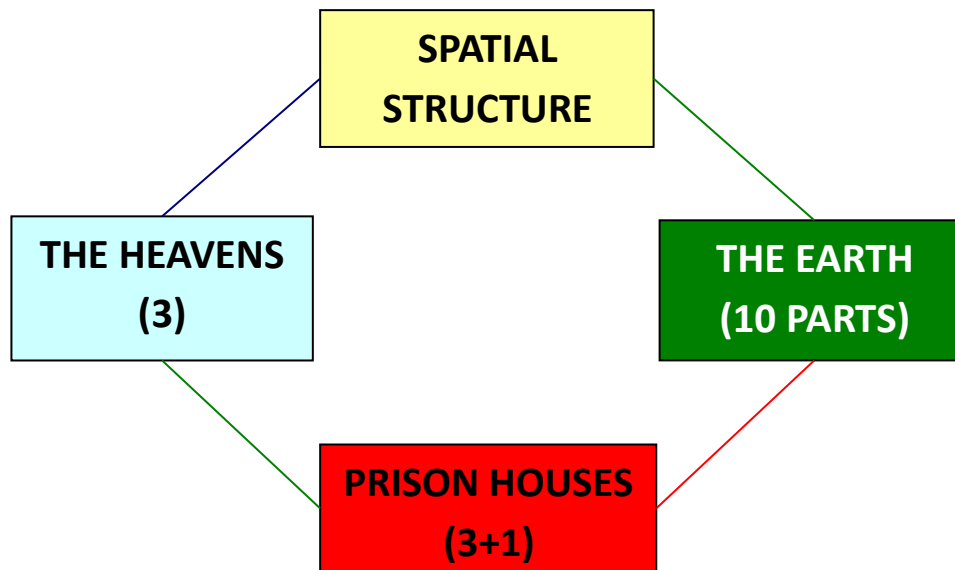 SPATIAL
STRUCTURE
THE HEAVENS
(3)
THE EARTH
(10 PARTS)
PRISON HOUSES
(3+1)